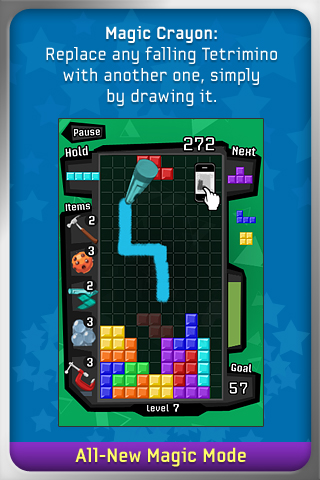 Magic Crayon:
Replace any falling Tetrimino
with another one, simply
by drawing it.
Pause
272
Hold
Next
Items
2
3
2
3
3
Goal
57
Level 7
All-New Magic Mode